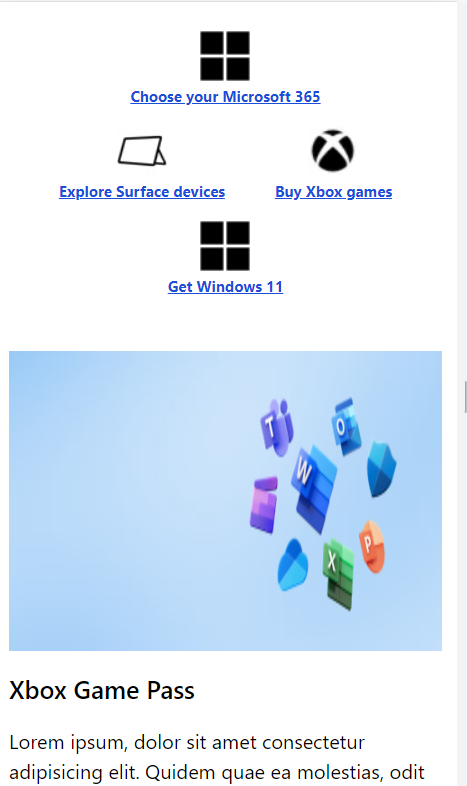 Choose your Microsoft 365
Explore Surface devices
Buy Xbox games
Get Windows 11
T
O
W
X
P
Xbox Game Pass
Lorem ipsum, dolor sit amet consectetur
adipisicing elit. Quidem quae ea molestias, odit